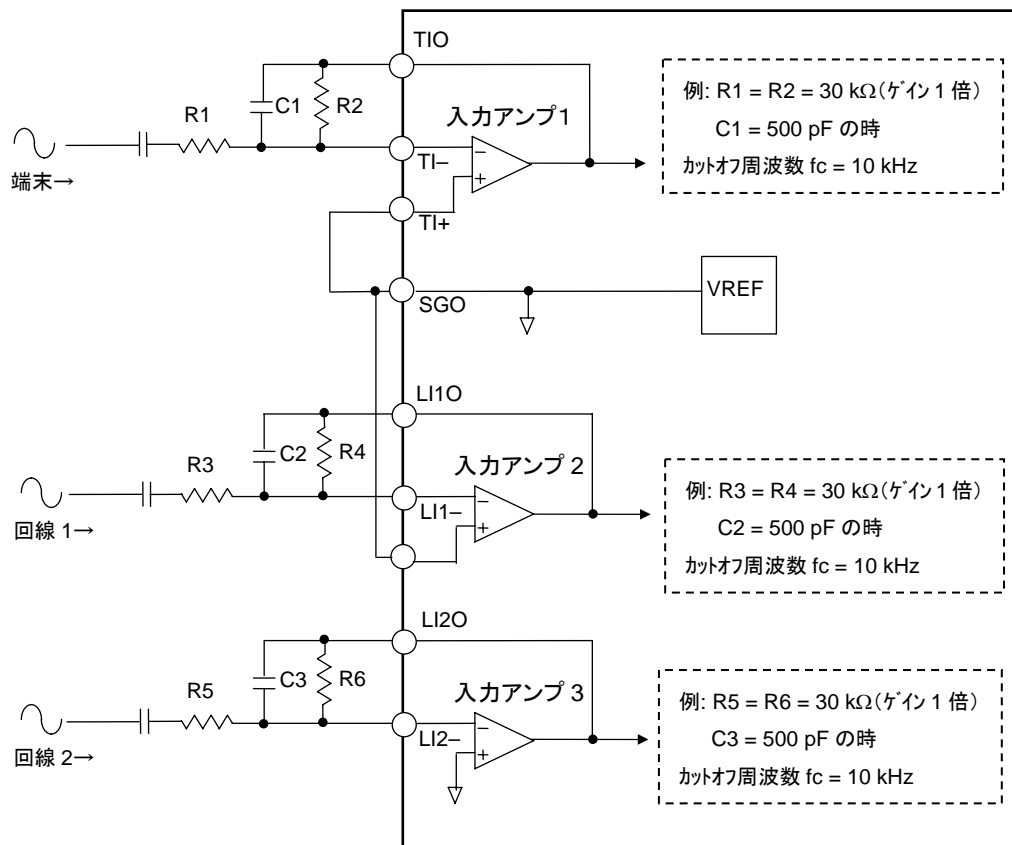 TIO
C1
R2
R1
入力アンプ1
端末→
TI–
TI+
例: R1 = R2 = 30 kΩ(ｹﾞｲﾝ 1 倍)
C1 = 500 pF の時
ｶｯﾄｵﾌ周波数 fc = 10 kHz
SGO
VREF
LI1O
C2
R4
R3
入力アンプ 2
回線 1→
LI1–
例: R3 = R4 = 30 kΩ(ｹﾞｲﾝ 1 倍)
C2 = 500 pF の時
ｶｯﾄｵﾌ周波数 fc = 10 kHz
LI2O
C3
R6
R5
入力アンプ 3
回線 2→
LI2–
例: R5 = R6 = 30 kΩ(ｹﾞｲﾝ 1 倍)
C3 = 500 pF の時
ｶｯﾄｵﾌ周波数 fc = 10 kHz